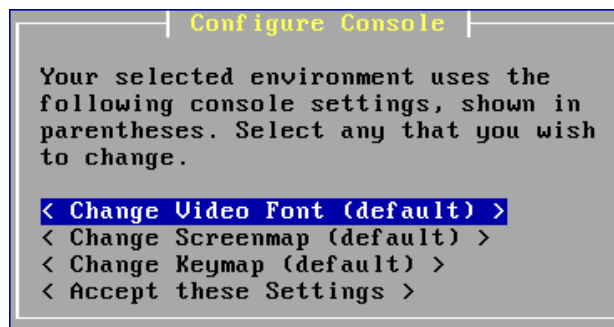 Configure Console
Your selected environment uses the
following console settings, shown in
parentheses. Select any that you wish
to change.
< Change Video Font (default) >
< Change Screenmap (default) >
< Change Keymap (default) >
< Accept these Settings >